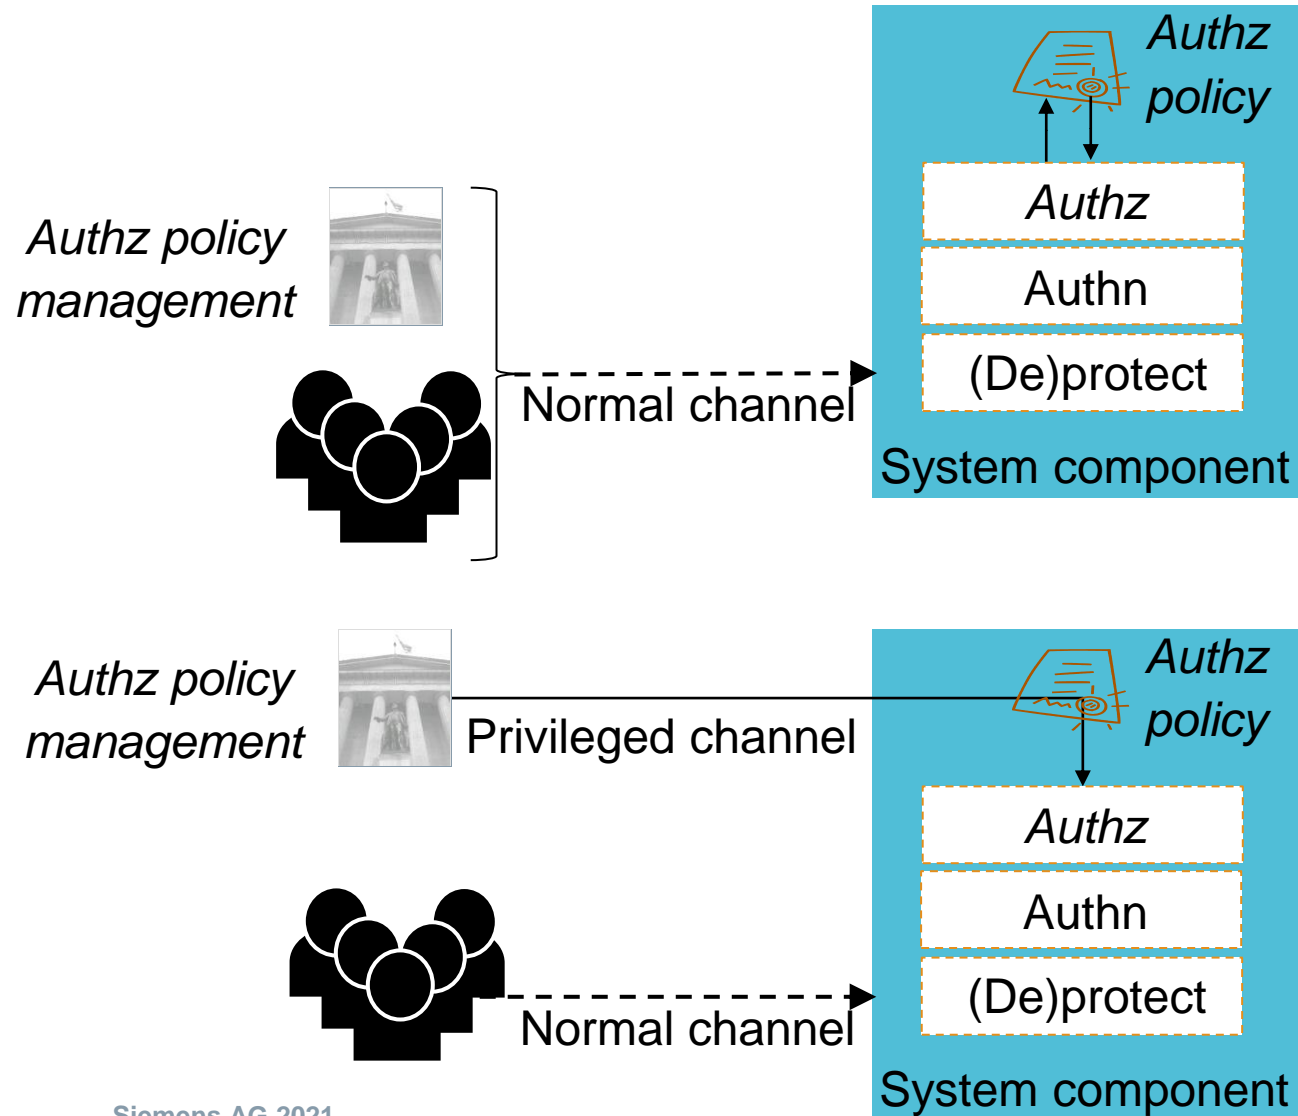 Authz
policy
Authz
Authz policy
management
Authn
(De)protect
Normal channel
System component
Authz
policy
Authz policy
management
Privileged channel
Authz
Authn
(De)protect
Normal channel
System component
Siemens AG 2021